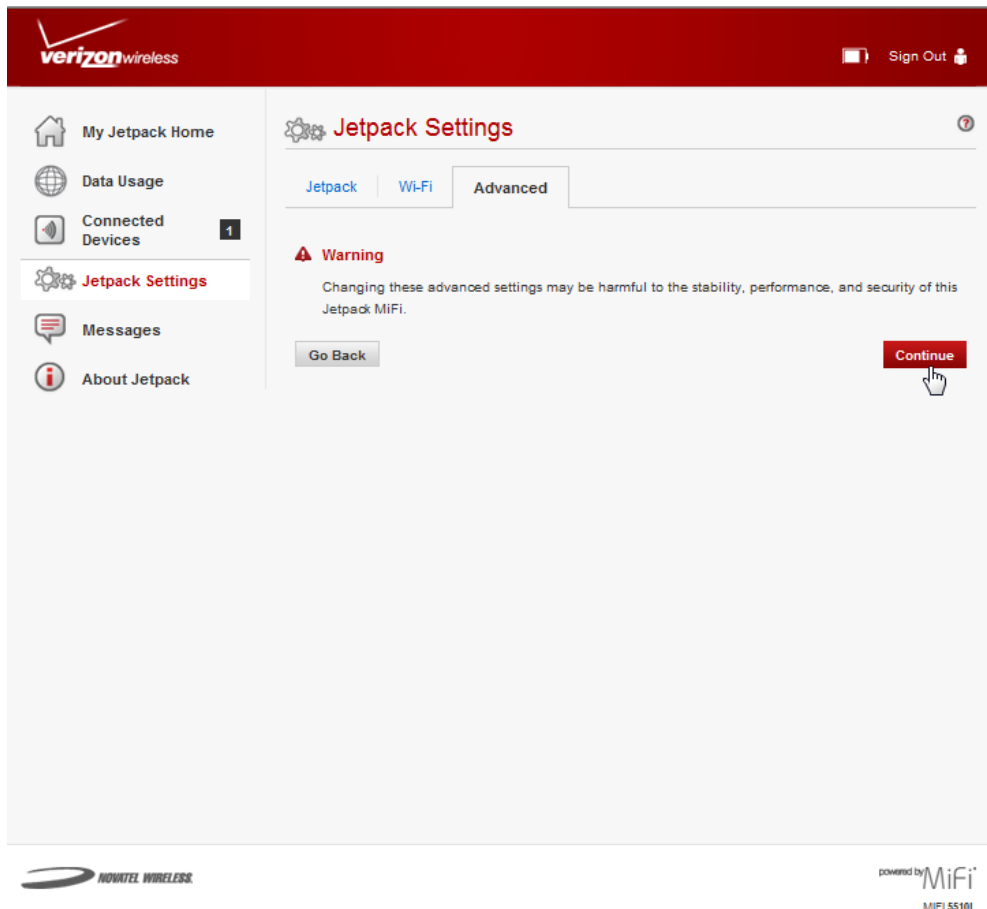 verizonwireless
Sign Out
My Jetpack Home
Data Usage
Connected
Devices
1
Jetpack Settings
Messages
About Jetpack
Jetpack Settings
?
Jetpack
Wi-Fi
Advanced
Warning
Changing these advanced settings may be harmful to the stability, performance, and security of this
Jetpack MiFi.
Go Back
Continue
NOVATEL WIRELESS.
powered by MiFi
MIFI 5510L